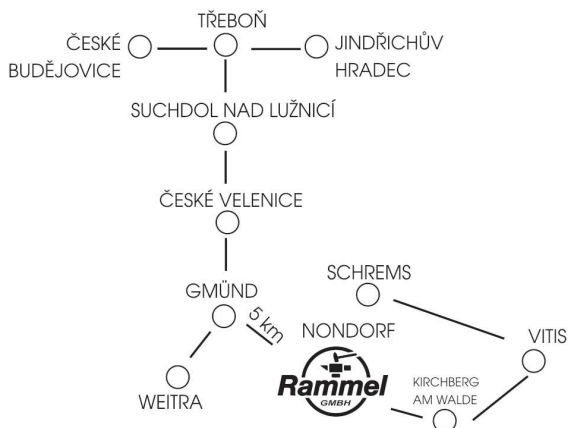 TŘEBOŇ
ČESKÉ
BUDĚJOVICE
JINDŘICHŮV
HRADEC
SUCHDOL NAD LUŽNICÍ
ČESKÉ VELENICE
GMÜND
5 km
SCHREMS
NONDORF
VITIS
Rammel
GMBH
KIRCHBERG
AM WALDE
WEITRA